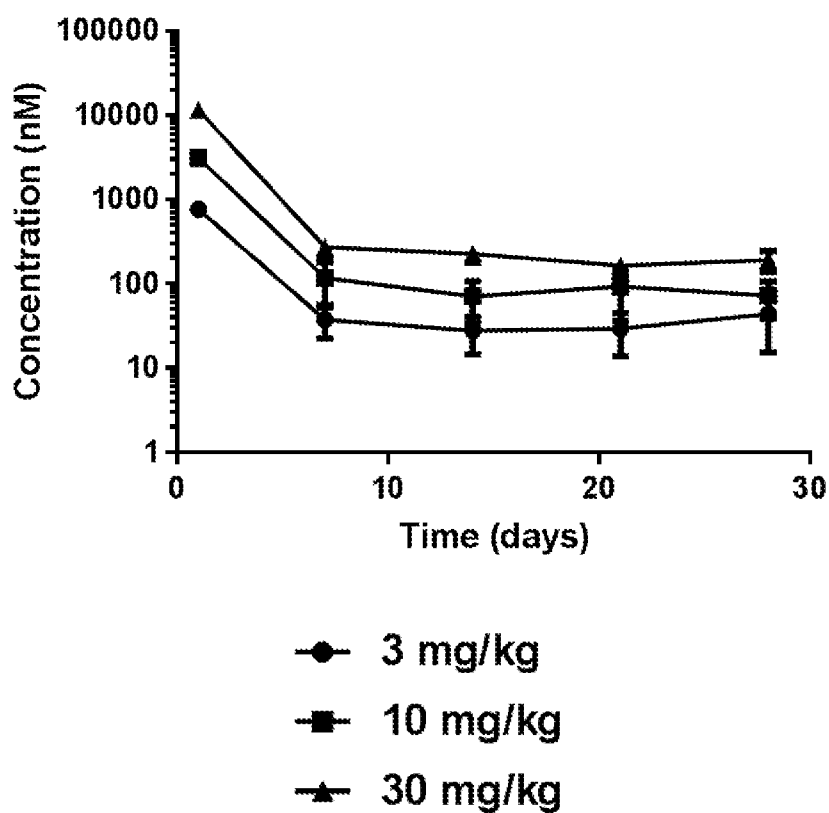 100000
10000
1000
100
10
1
Concentration (nM)
0 10 20 30
Time (days)
3 mg/kg
10 mg/kg
30 mg/kg